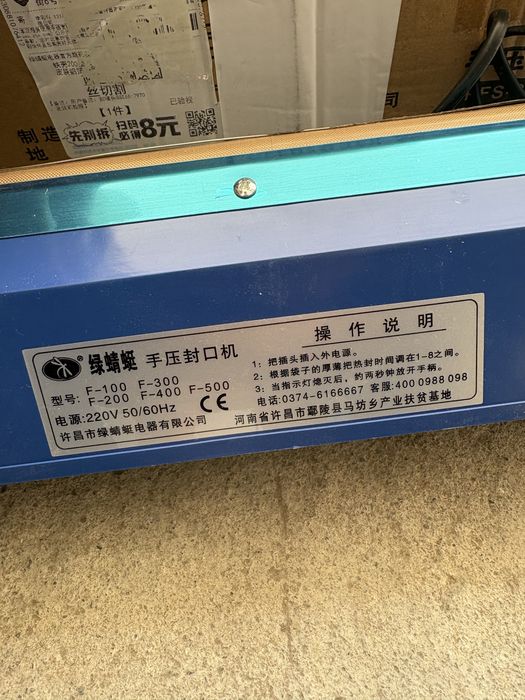 丝切割
【1件】
已验视
先别拆 扫码必得 8元
制造
地
司
绿蜻蜓® 手压封口机
型号: F-100 F-300
F-200 F-400 F-500
电源:220V 50/60Hz CE
许昌市绿蜻蜓电器有限公司
操作说明
1: 把插头插入外电源。
2: 根据袋子的厚薄把热封时间调在1-8之间。
3: 当指示灯熄灭后，约两秒钟放开手柄。
电话:0374-6166667 客服:400 0988 098
河南省许昌市鄢陵县马坊乡产业扶贫基地